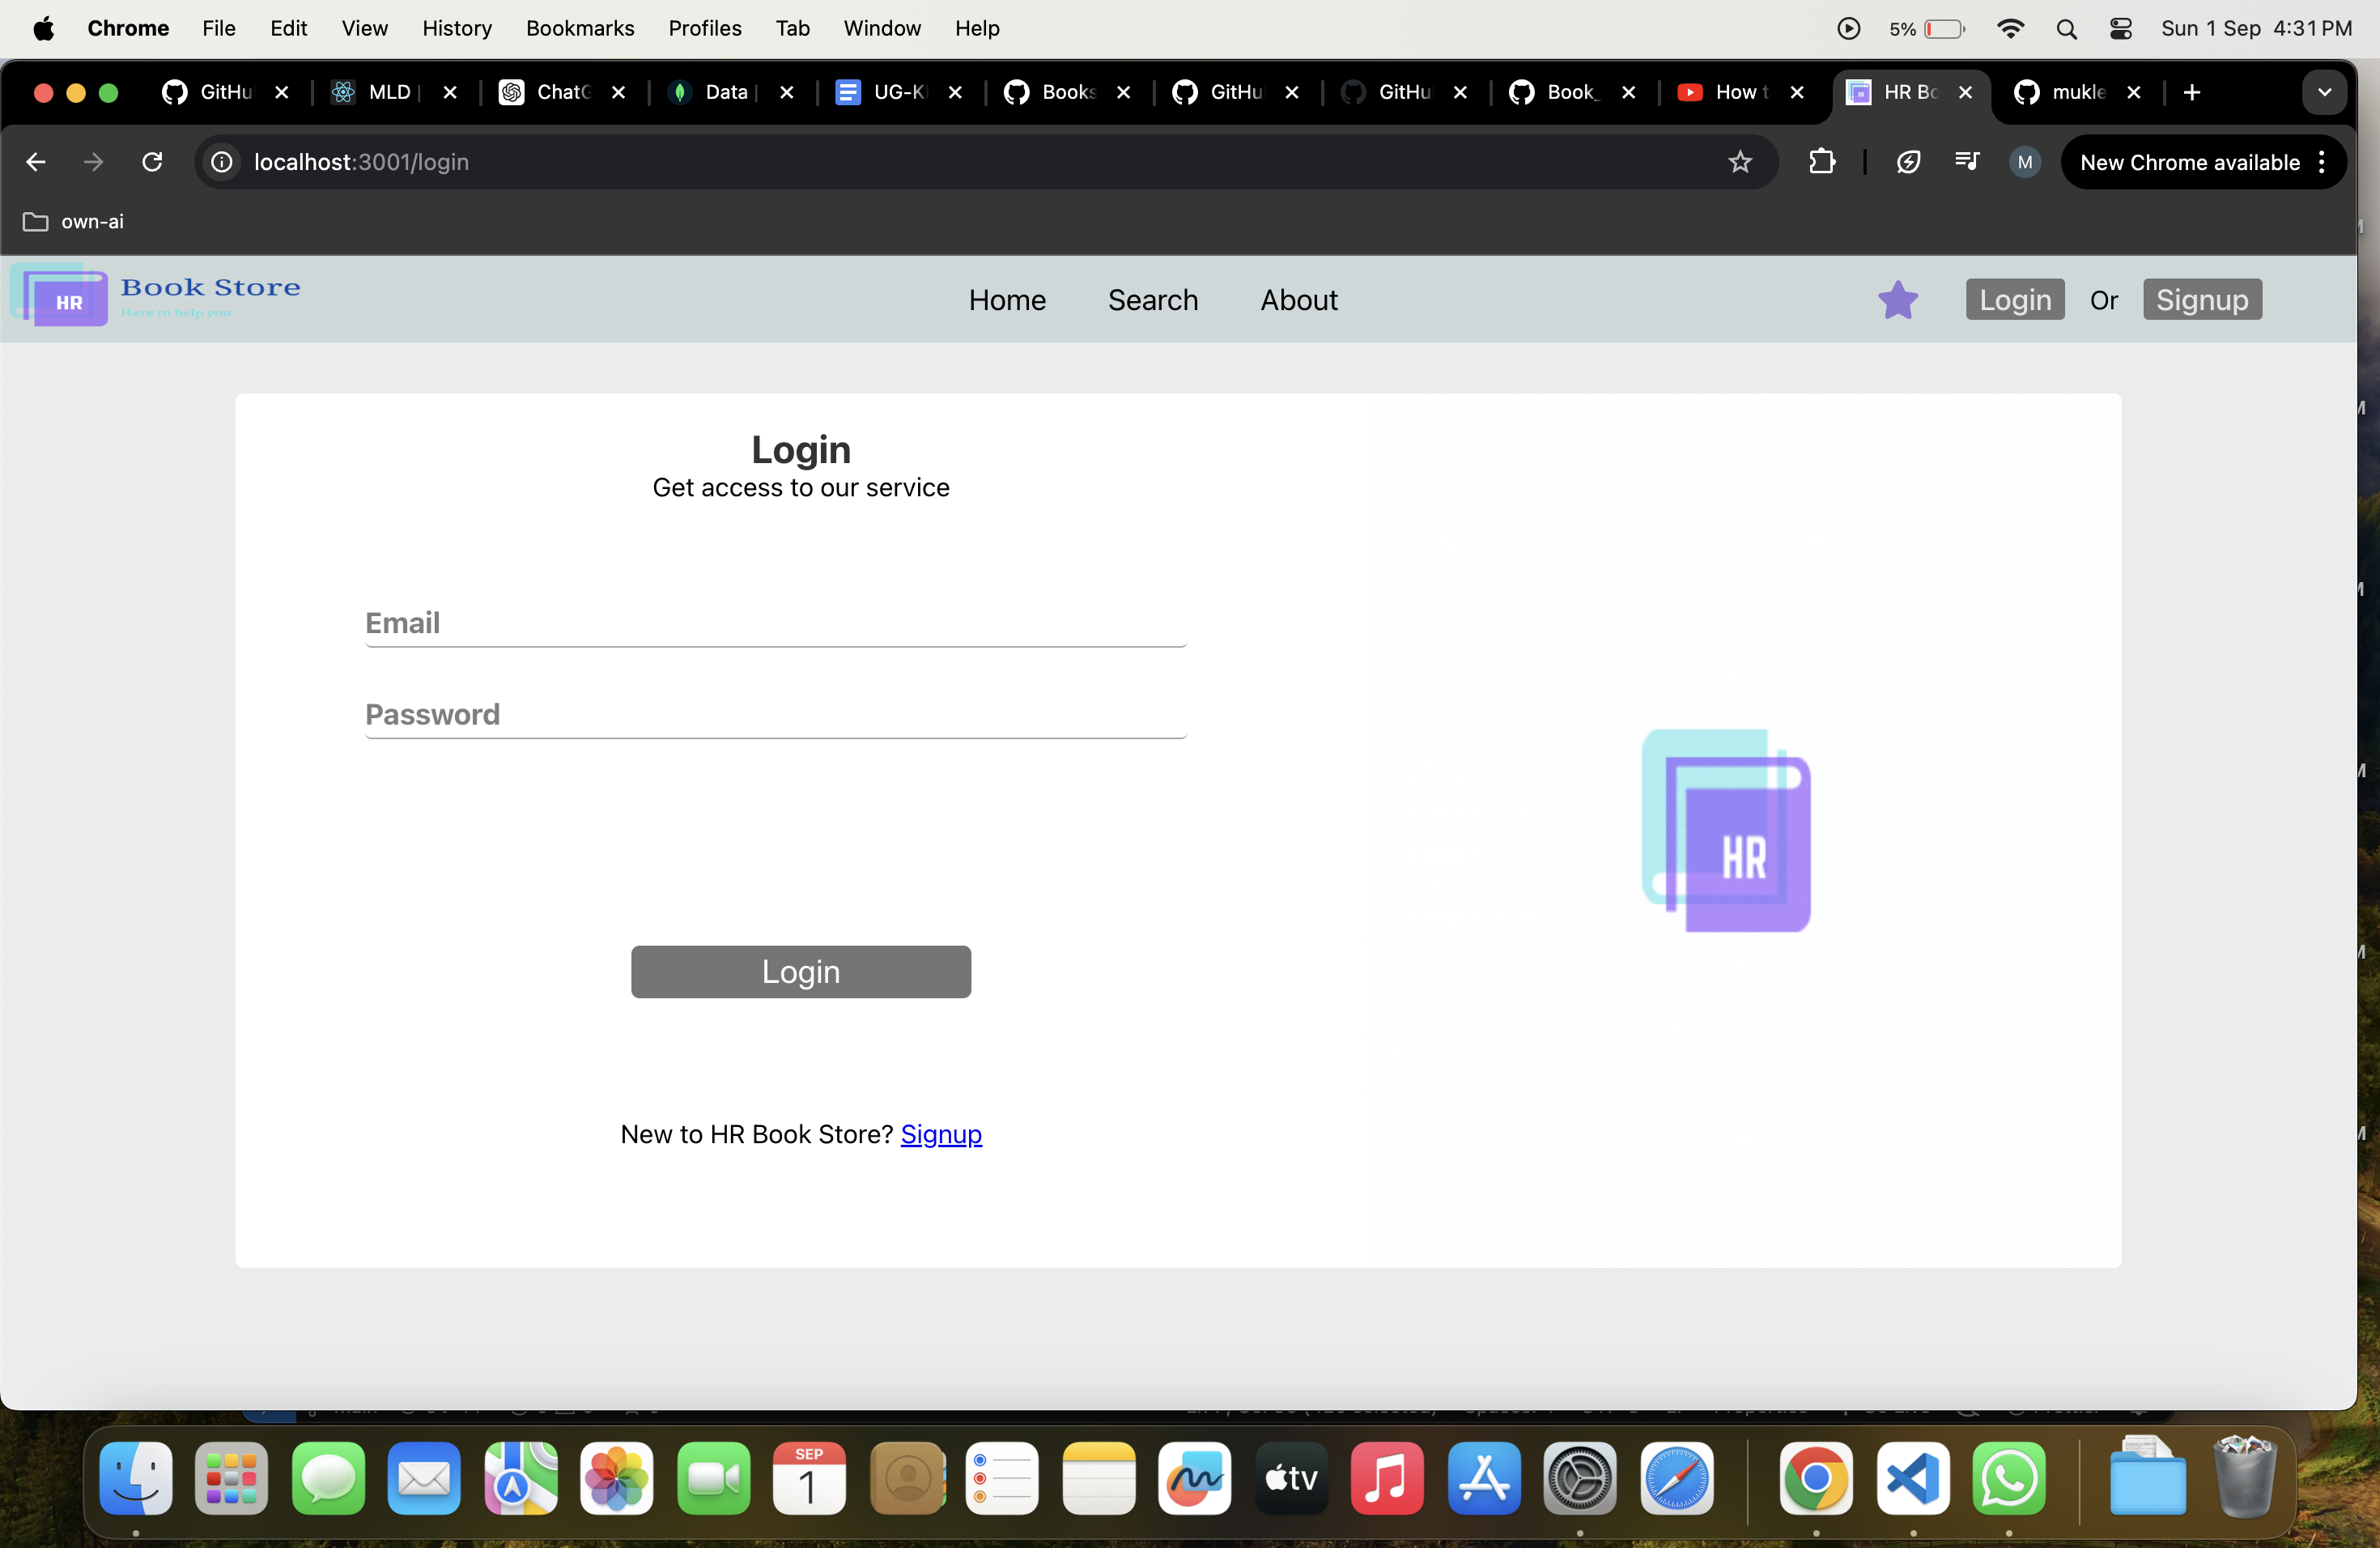 Chrome File Edit View History Bookmarks Profiles Tab Window Help 5% Sun 1 Sep 4:31 PM
GitHu MLD ChatG Data UG-K Books GitHu GitHu Book_ How t HR Bo mukle
localhost:3001/login M New Chrome available
own-ai
HR Book Store
Here to help you
Home Search About Login Or Signup
Login
Get access to our service
Email
Password
HR
Login
New to HR Book Store? Signup
SEP
1
tv